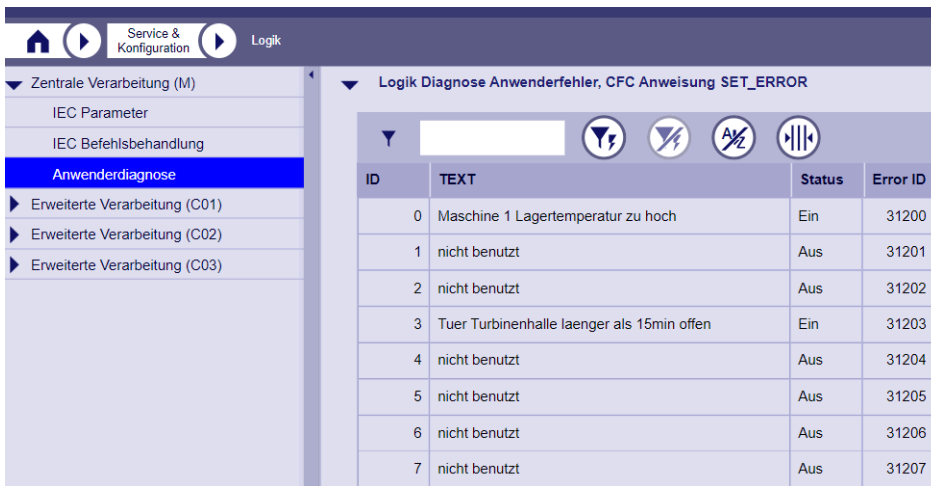 Service &
Konfiguration
Logik
Zentrale Verarbeitung (M)
IEC Parameter
IEC Befehlsbehandlung
Anwenderdiagnose
Erweiterte Verarbeitung (C01)
Erweiterte Verarbeitung (C02)
Erweiterte Verarbeitung (C03)
Logik Diagnose Anwenderfehler, CFC Anweisung SET_ERROR
A Z
ID TEXT Status Error ID
0 Maschine 1 Lagertemperatur zu hoch Ein 31200
1 nicht benutzt Aus 31201
2 nicht benutzt Aus 31202
3 Tuer Turbinenhalle laenger als 15min offen Ein 31203
4 nicht benutzt Aus 31204
5 nicht benutzt Aus 31205
6 nicht benutzt Aus 31206
7 nicht benutzt Aus 31207